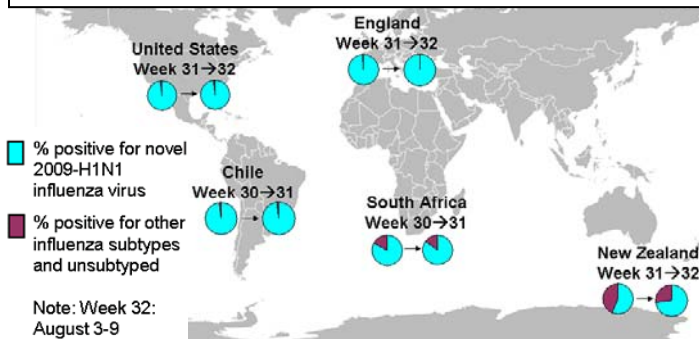 England
Week 31→32
United States
Week 31→32
% positive for novel
2009-H1N1
influenza virus
Chile
Week 30→31
% positive for other
influenza subtypes
and unsubtyped
South Africa
Week 30→31
New Zealand
Week 31→32
Note: Week 32:
August 3-9